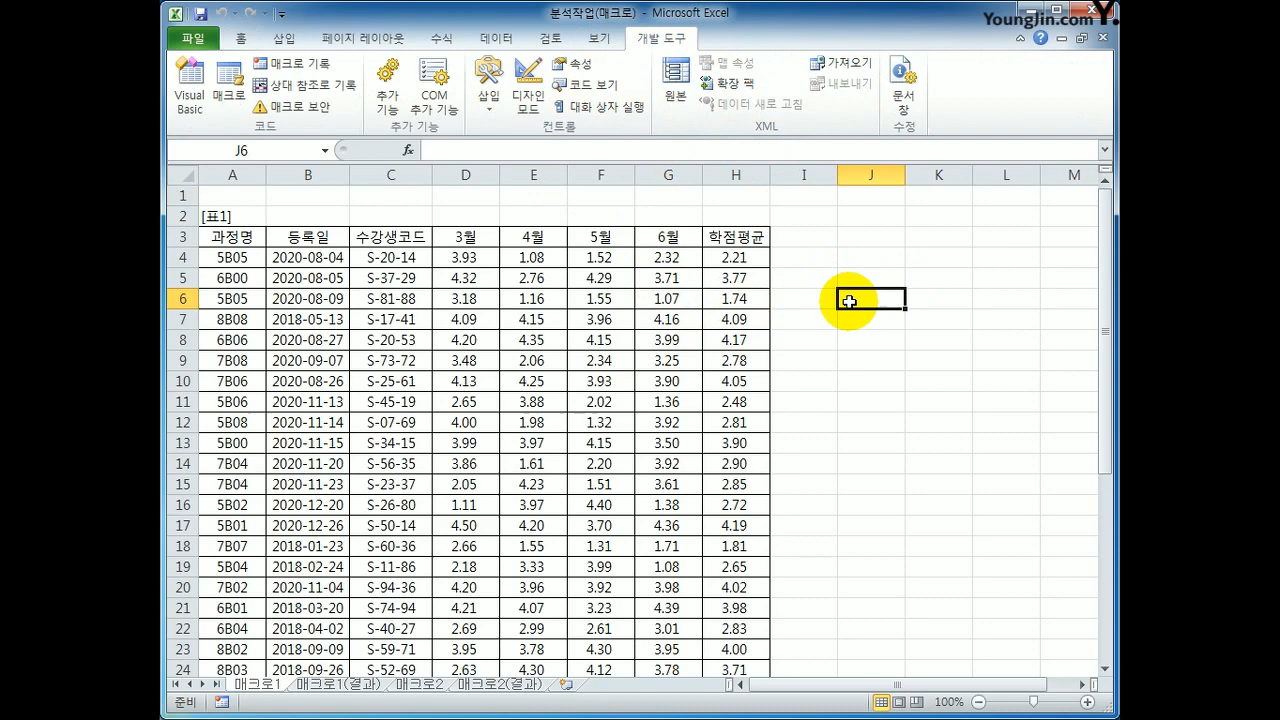 분석작업(매크로) - Microsoft Excel
YoungJin.com Y.
파일 홈 삽입 페이지 레이아웃 수식 데이터 검토 보기 개발 도구
Visual Basic
매크로
매크로 기록
상대 참조로 기록
매크로 보안
코드
추가 기능
COM 추가 기능
추가 기능
삽입
디자인 모드
속성
코드 보기
대화 상자 실행
컨트롤
원본
맵 속성
확장 팩
데이터 새로 고침
가져오기
내보내기
XML
문서 창
수정
J6 fx
A B C D E F G H I J K L M
1
2 [표1]
3 과정명 등록일 수강생코드 3월 4월 5월 6월 학점평균
4 5B05 2020-08-04 S-20-14 3.93 1.08 1.52 2.32 2.21
5 6B00 2020-08-05 S-37-29 4.32 2.76 4.29 3.71 3.77
6 5B05 2020-08-09 S-81-88 3.18 1.16 1.55 1.07 1.74
7 8B08 2018-05-13 S-17-41 4.09 4.15 3.96 4.16 4.09
8 6B06 2020-08-27 S-20-53 4.20 4.35 4.15 3.99 4.17
9 7B08 2020-09-07 S-73-72 3.48 2.06 2.34 3.25 2.78
10 7B06 2020-08-26 S-25-61 4.13 4.25 3.93 3.90 4.05
11 5B06 2020-11-13 S-45-19 2.65 3.88 2.02 1.36 2.48
12 5B08 2020-11-14 S-07-69 4.00 1.98 1.32 3.92 2.81
13 5B00 2020-11-15 S-34-15 3.99 3.97 4.15 3.50 3.90
14 7B04 2020-11-20 S-56-35 3.86 1.61 2.20 3.92 2.90
15 7B04 2020-11-23 S-23-37 2.05 4.23 1.51 3.61 2.85
16 5B02 2020-12-20 S-26-80 1.11 3.97 4.40 1.38 2.72
17 5B01 2020-12-26 S-50-14 4.50 4.20 3.70 4.36 4.19
18 7B07 2018-01-23 S-60-36 2.66 1.55 1.31 1.71 1.81
19 5B04 2018-02-24 S-11-86 2.18 3.33 3.99 1.08 2.65
20 7B02 2020-11-04 S-94-36 4.20 3.96 3.92 3.98 4.02
21 6B01 2018-03-20 S-74-94 4.21 4.07 3.23 4.39 3.98
22 6B04 2018-04-02 S-40-27 2.69 2.99 2.61 3.01 2.83
23 8B02 2018-09-09 S-59-71 3.95 3.78 4.30 3.95 4.00
24 8B03 2018-09-26 S-52-69 2.63 4.30 4.12 3.78 3.71
매크로1 매크로1(결과) 매크로2 매크로2(결과)
준비 100%